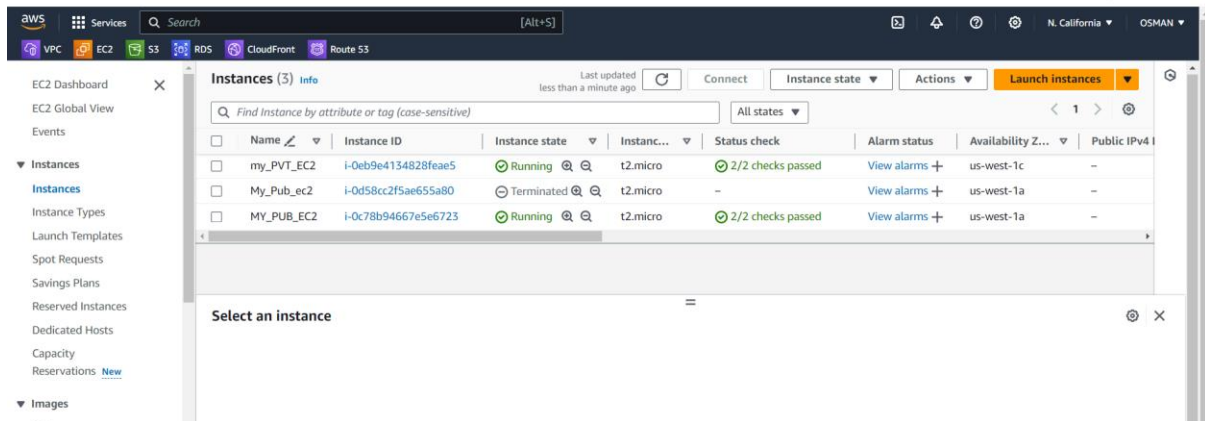 aws Services Search [Alt+S] N. California ▼ OSMAN ▼
VPC EC2 S3 RDS CloudFront Route 53
EC2 Dashboard
EC2 Global View
Events
▼ Instances
Instances
Instance Types
Launch Templates
Spot Requests
Savings Plans
Reserved Instances
Dedicated Hosts
Capacity
Reservations New
▼ Images
Instances (3) Info Last updated less than a minute ago Connect Instance state ▼ Actions ▼ Launch instances ▼
Find Instance by attribute or tag (case-sensitive) All states ▼ < 1 >
Name Instance ID Instance state Instanc... Status check Alarm status Availability Z... Public IPv4
my_PVT_EC2 i-0eb9e4134828feae5 Running t2.micro 2/2 checks passed View alarms + us-west-1c –
My_Pub_ec2 i-0d58cc2f5ae655a80 Terminated t2.micro – View alarms + us-west-1a –
MY_PUB_EC2 i-0c78b94667e5e6723 Running t2.micro 2/2 checks passed View alarms + us-west-1a –
Select an instance